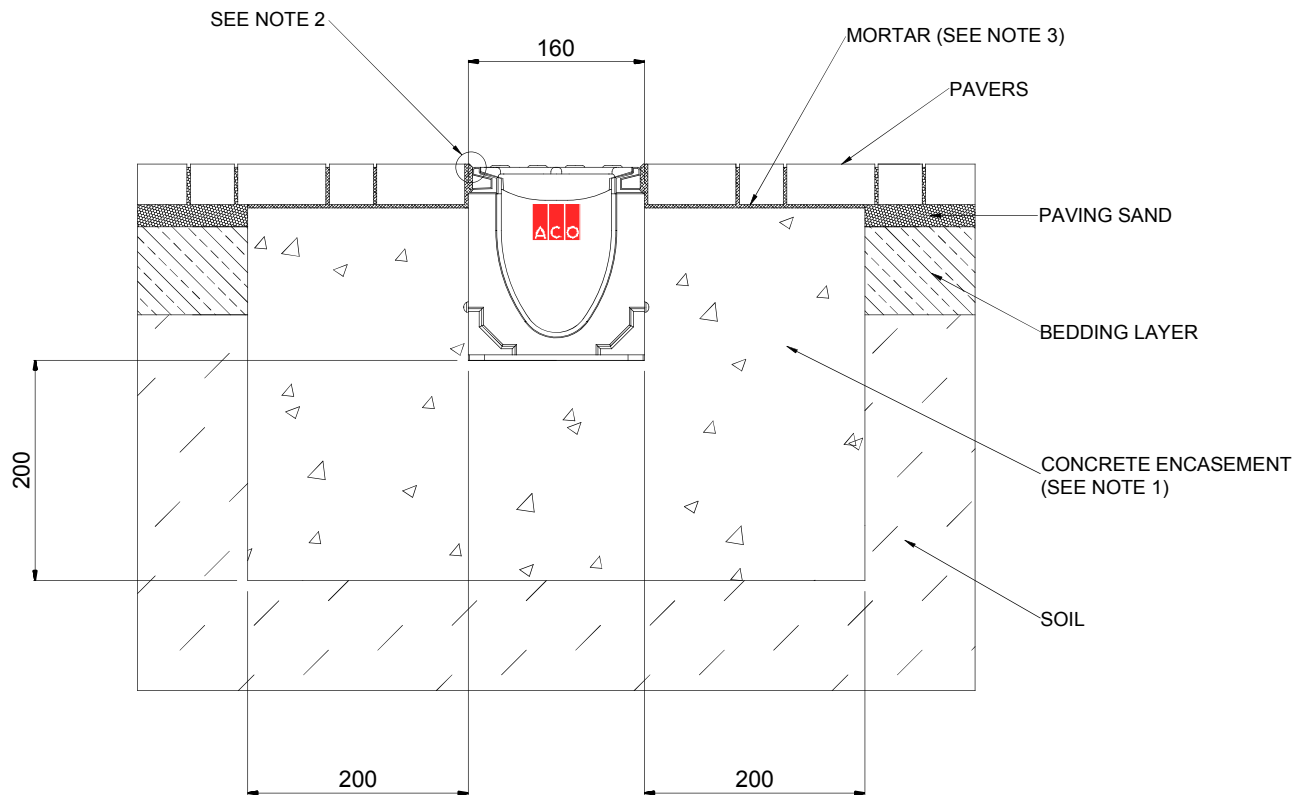 SEE NOTE 2
160
MORTAR (SEE NOTE 3)
PAVERS
ACO
PAVING SAND
BEDDING LAYER
200
CONCRETE ENCASEMENT
(SEE NOTE 1)
SOIL
200
200